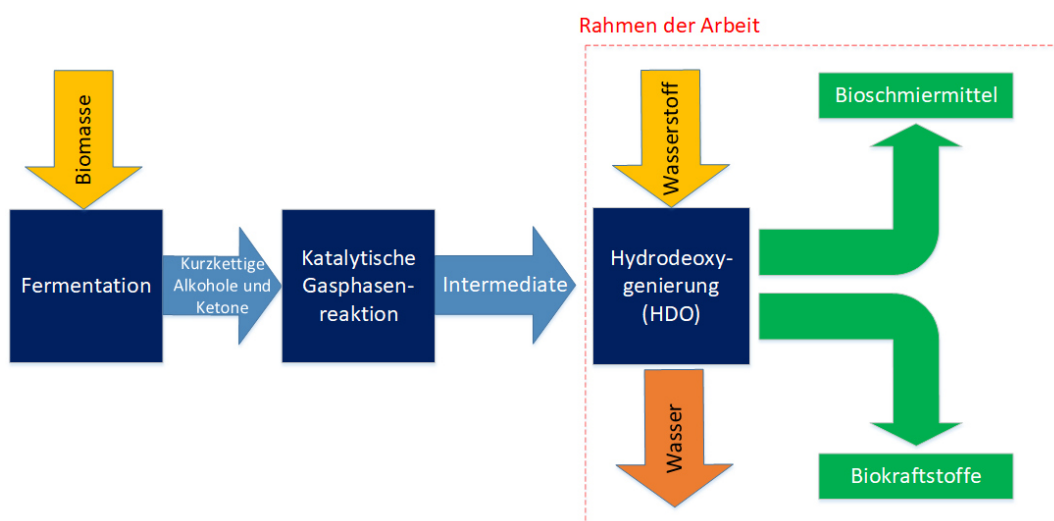 Rahmen der Arbeit
Biomasse
Wasserstoff
Bioschmiermittel
Fermentation
Kurzkettige
Alkohole und
Ketone
Katalytische
Gasphasen-
reaktion
Intermediate
Hydrodeoxy-
genierung
(HDO)
Wasser
Biokraftstoffe